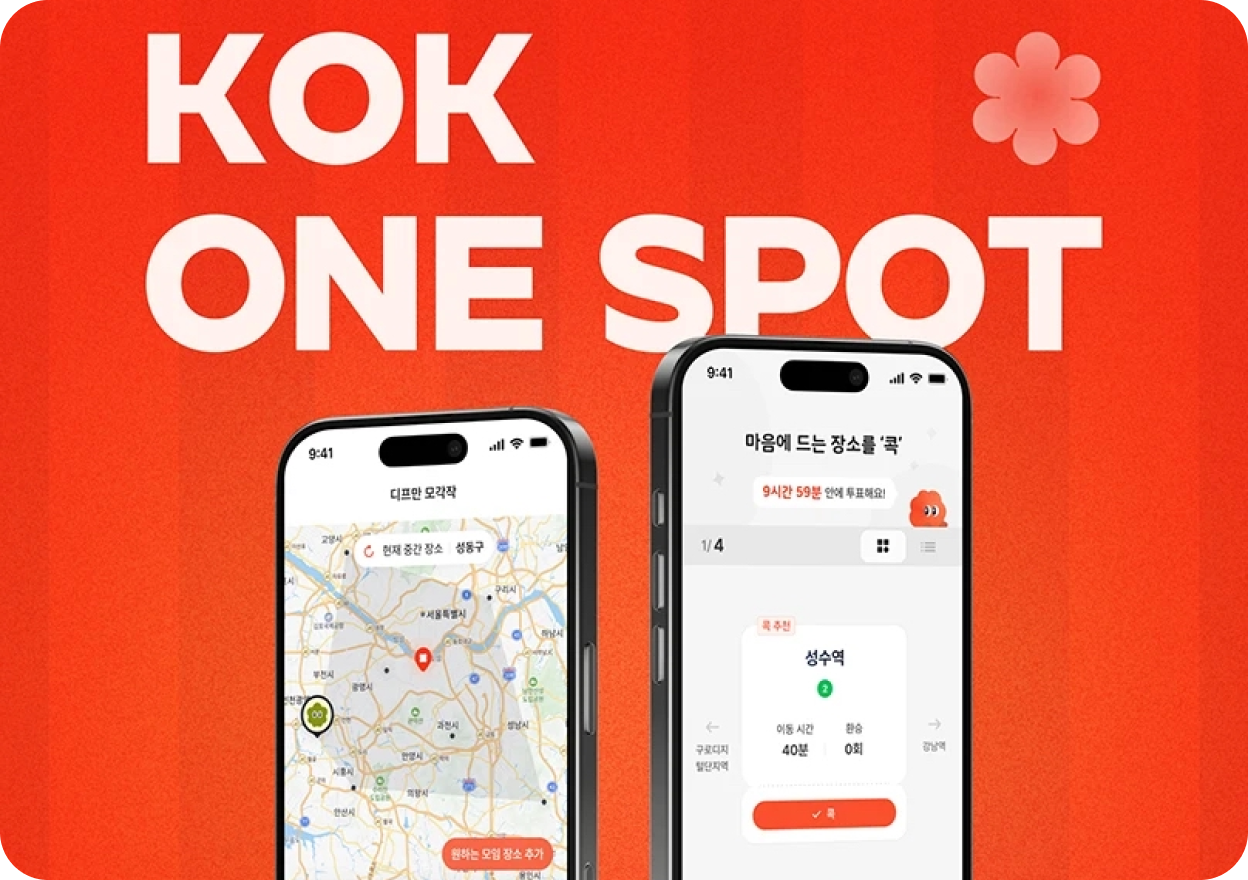 KOK
ONE SPOT
9:41
디프만 모각작
현재 중간 장소 성동구
고양시
구리시
서울특별시
하남시
부천시
광명시
과천시
성남시
안양시
시흥시
의왕시
안산시
용인시
원하는 모임 장소 추가
9:41
마음에 드는 장소를 ‘콕’
9시간 59분 안에 투표해요!
1/4
콕 추천
성수역
2
이동 시간 환승
40분 0회
구로디지
털단지역
강남역
콕